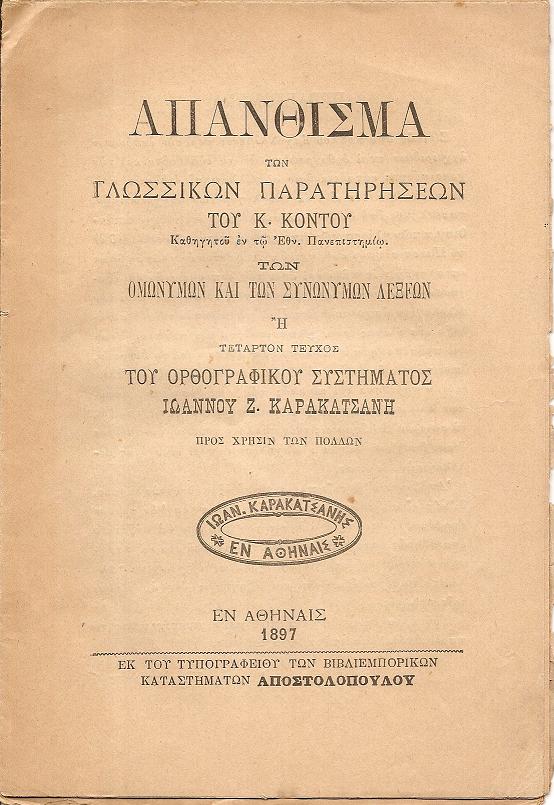 ΑΠΑΝΘΙΣΜΑ
ΤΩΝ
ΓΛΩΣΣΙΚΩΝ ΠΑΡΑΤΗΡΗΣΕΩΝ
ΤΟΥ Κ. ΚΟΝΤΟΥ
Καθηγητοῦ ἐν τῷ Ἐθν. Πανεπιστημίῳ.
ΤΩΝ
ΟΜΩΝΥΜΩΝ ΚΑΙ ΤΩΝ ΣΥΝΩΝΥΜΩΝ ΛΕΞΕΩΝ
Ἢ
ΤΕΤΑΡΤΟΝ ΤΕΥΧΟΣ
ΤΟΥ ΟΡΘΟΓΡΑΦΙΚΟΥ ΣΥΣΤΗΜΑΤΟΣ
ΙΩΑΝΝΟΥ Ζ. ΚΑΡΑΚΑΤΣΑΝΗ
ΠΡΟΣ ΧΡΗΣΙΝ ΤΩΝ ΠΟΛΛΩΝ
ΙΩΑΝ. ΚΑΡΑΚΑΤΣΑΝΗΣ
ΕΝ ΑΘΗΝΑΙΣ
ΕΝ ΑΘΗΝΑΙΣ
1897
ΕΚ ΤΟΥ ΤΥΠΟΓΡΑΦΕΙΟΥ ΤΩΝ ΒΙΒΛΙΕΜΠΟΡΙΚΩΝ
ΚΑΤΑΣΤΗΜΑΤΩΝ ΑΠΟΣΤΟΛΟΠΟΥΛΟΥ